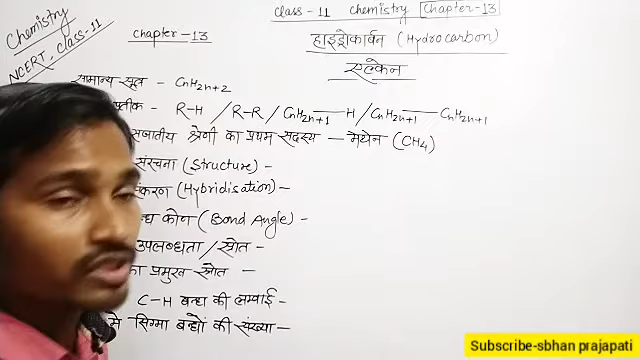 Class-11 Chemistry Chapter-13
Chemistry
NCERT, class-11
Chapter-13
हाइड्रोकार्बन (Hydrocarbon)
एल्केन
सामान्य सूत्र - CnH2n+2
प्रतीक - R-H / R-R / CnH2n+1—H / CnH2n+1—CnH2n+1
सजातीय श्रेणी का प्रथम सदस्य - मेथेन (CH4)
संरचना (Structure) -
(Hybridisation) -
कोण (Bond Angle) -
उपलब्धता / स्रोत -
का प्रमुख स्रोत -
C-H बन्ध की लम्बाई -
मे सिग्मा बन्धों की संख्या -
Subscribe-sbhan prajapati